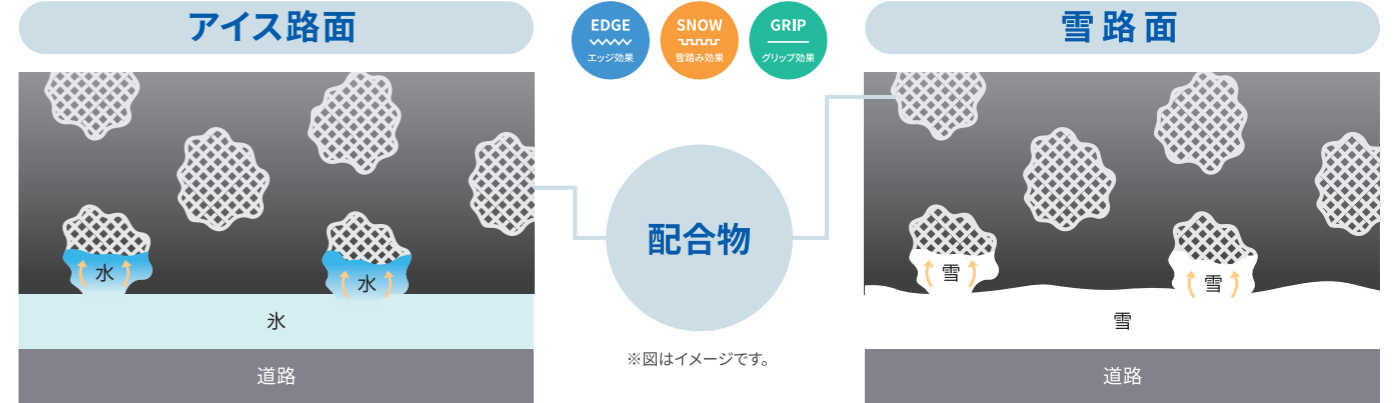 アイス路面
水
水
氷
道路
EDGE
エッジ効果
SNOW
雪踏み効果
GRIP
グリップ効果
配合物
※図はイメージです。
雪路面
雪
雪
雪
道路